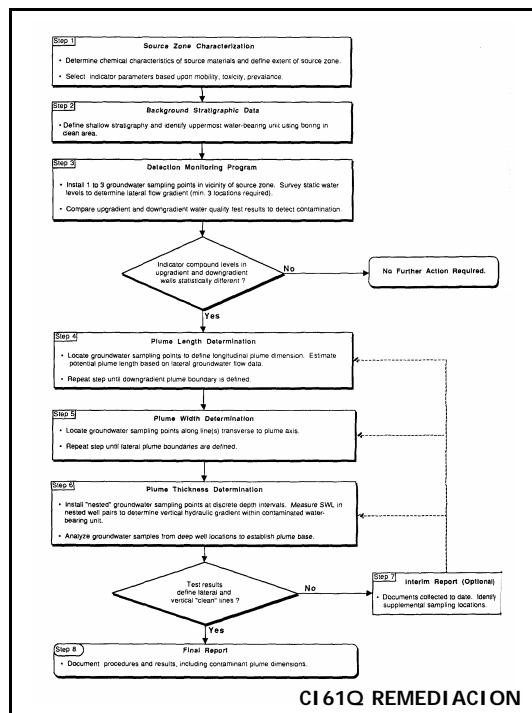 Step 1
Source Zone Characterization
• Determine chemical characteristics of source materials and define extent of source zone.
• Select indicator parameters based upon mobility, toxicity, prevalance.
Step 2
Background Stratigraphic Data
• Define shallow stratigraphy and identify uppermost water-bearing unit using boring in
clean area.
Step 3
Detection Monitoring Program
• Install 1 to 3 groundwater sampling points in vicinity of source zone. Survey static water
levels to determine lateral flow gradient (min. 3 locations required).
• Compare upgradient and downgradient water quality test results to detect contamination.
Indicator compound levels in
upgradient and downgradient
wells statistically different ?
No
No Further Action Required.
Yes
Step 4
Plume Length Determination
• Locate groundwater sampling points to define longitudinal plume dimension. Estimate
potential plume length based on lateral groundwater flow data.
• Repeat step until downgradient plume boundary is defined.
Step 5
Plume Width Determination
• Locate groundwater sampling points along line(s) transverse to plume axis.
• Repeat step until lateral plume boundaries are defined.
Step 6
Plume Thickness Determination
• Install "nested" groundwater sampling points at discrete depth intervals. Measure SWL in
nested well pairs to determine vertical hydraulic gradient within contaminated water-
bearing unit.
• Analyze groundwater samples from deep well locations to establish plume base.
Test results
define lateral and
vertical "clean" lines ?
No
Step 7
Interim Report (Optional)
• Documents collected to date. Identify
supplemental sampling locations.
Yes
Step 8
Final Report
• Document procedures and results, including contaminant plume dimensions.
CI61Q REMEDIACION